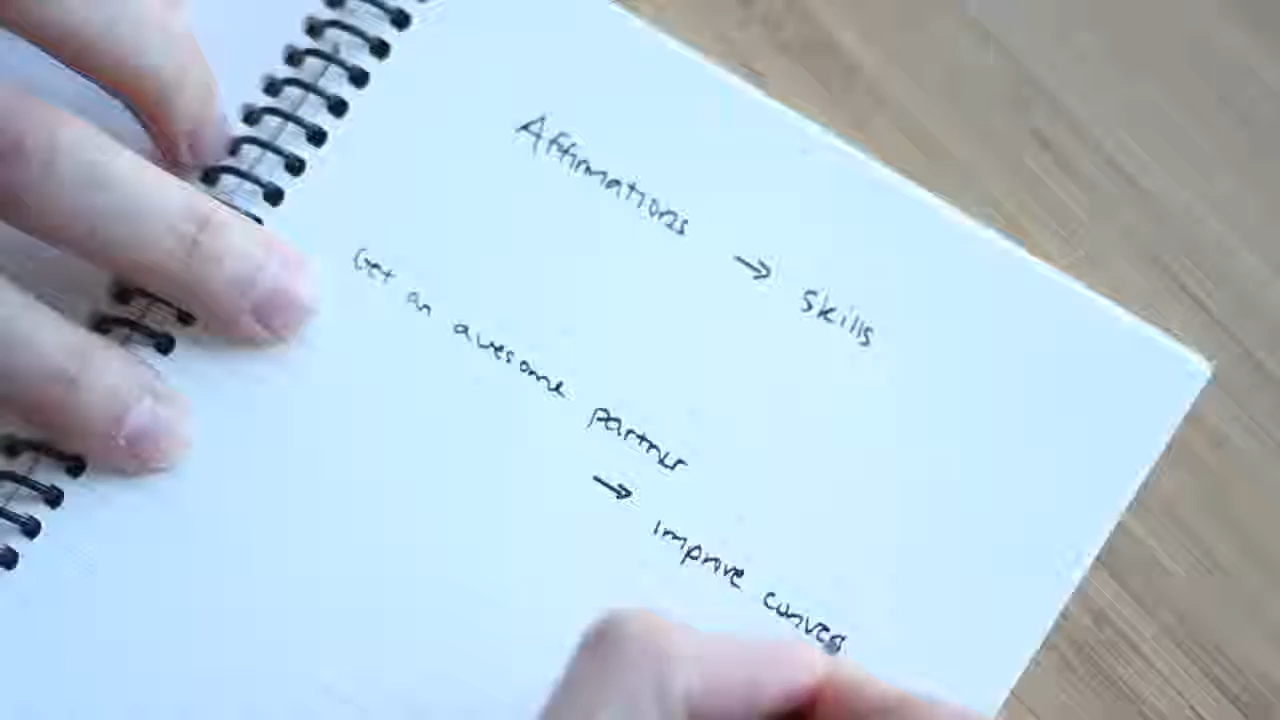 Affirmations → skills
Get an awesome partner
→ improve convers